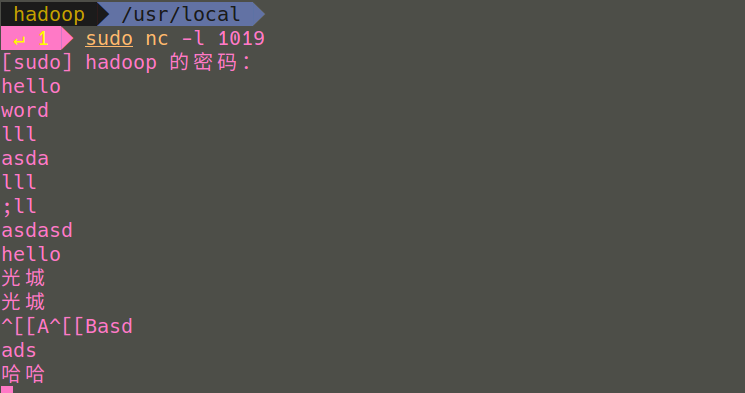 hadoop /usr/local
↵ 1 sudo nc -l 1019
[sudo] hadoop 的密码：
hello
word
lll
asda
lll
;ll
asdasd
hello
光城
光城
^[[A^[[Basd
ads
哈哈